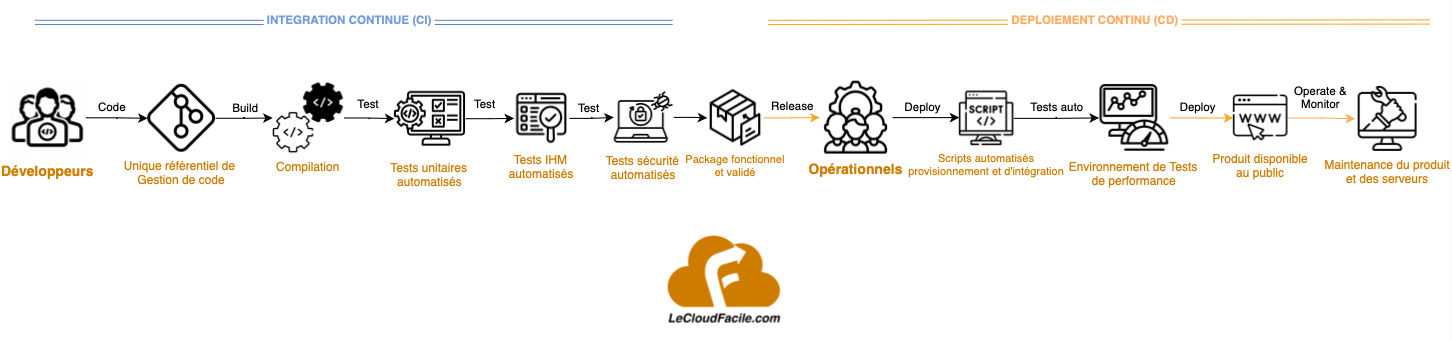 INTEGRATION CONTINUE (CI)
DEPLOIEMENT CONTINU (CD)
Code
Build
Test
Test
Test
Release
Deploy
Tests auto
Deploy
Operate &
Monitor
SCRIPT
WWW
Développeurs
Unique référentiel de
Gestion de code
Compilation
Tests unitaires
automatisés
Tests IHM
automatisés
Tests sécurité
automatisés
Package fonctionnel
et validé
Opérationnels
Scripts automatisés
provisionnement et d'intégration
Environnement de Tests
de performance
Produit disponible
au public
Maintenance du produit
et des serveurs
LeCloudFacile.com